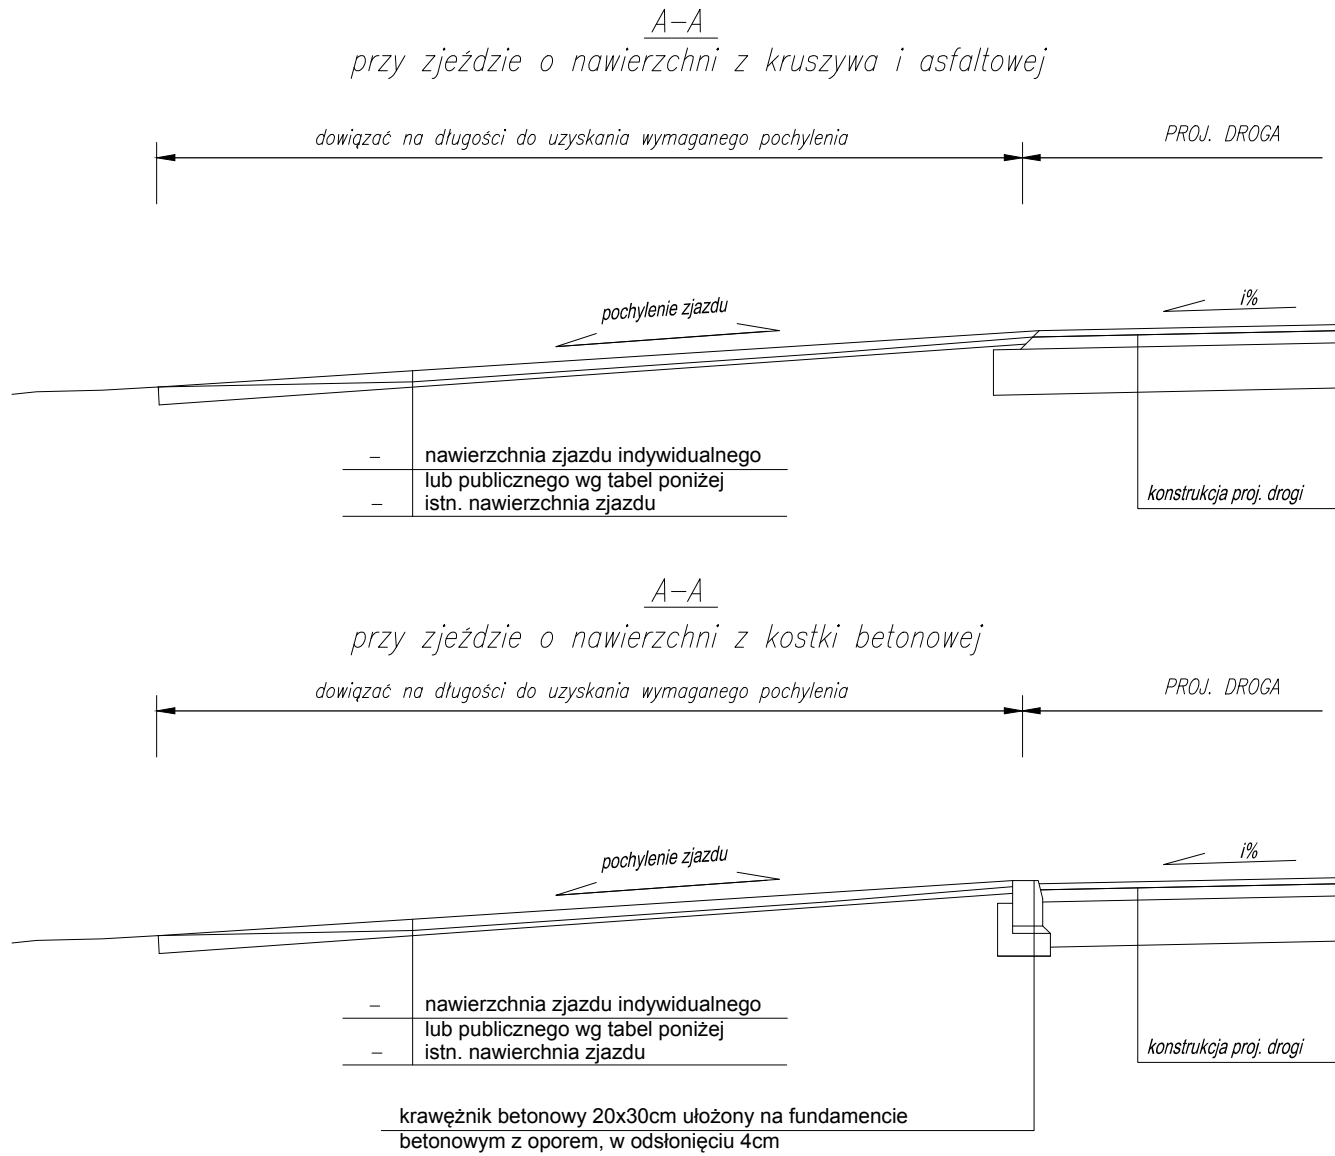 A-A
przy zjeździe o nawierzchni z kruszywa i asfaltowej
dowiązać na długości do uzyskania wymaganego pochylenia
PROJ. DROGA
pochylenie zjazdu
i%
– nawierzchnia zjazdu indywidualnego
lub publicznego wg tabel poniżej
– istn. nawierzchnia zjazdu
konstrukcja proj. drogi
A-A
przy zjeździe o nawierzchni z kostki betonowej
dowiązać na długości do uzyskania wymaganego pochylenia
PROJ. DROGA
pochylenie zjazdu
i%
– nawierzchnia zjazdu indywidualnego
lub publicznego wg tabel poniżej
– istn. nawierchnia zjazdu
konstrukcja proj. drogi
krawężnik betonowy 20x30cm ułożony na fundamencie
betonowym z oporem, w odsłonięciu 4cm